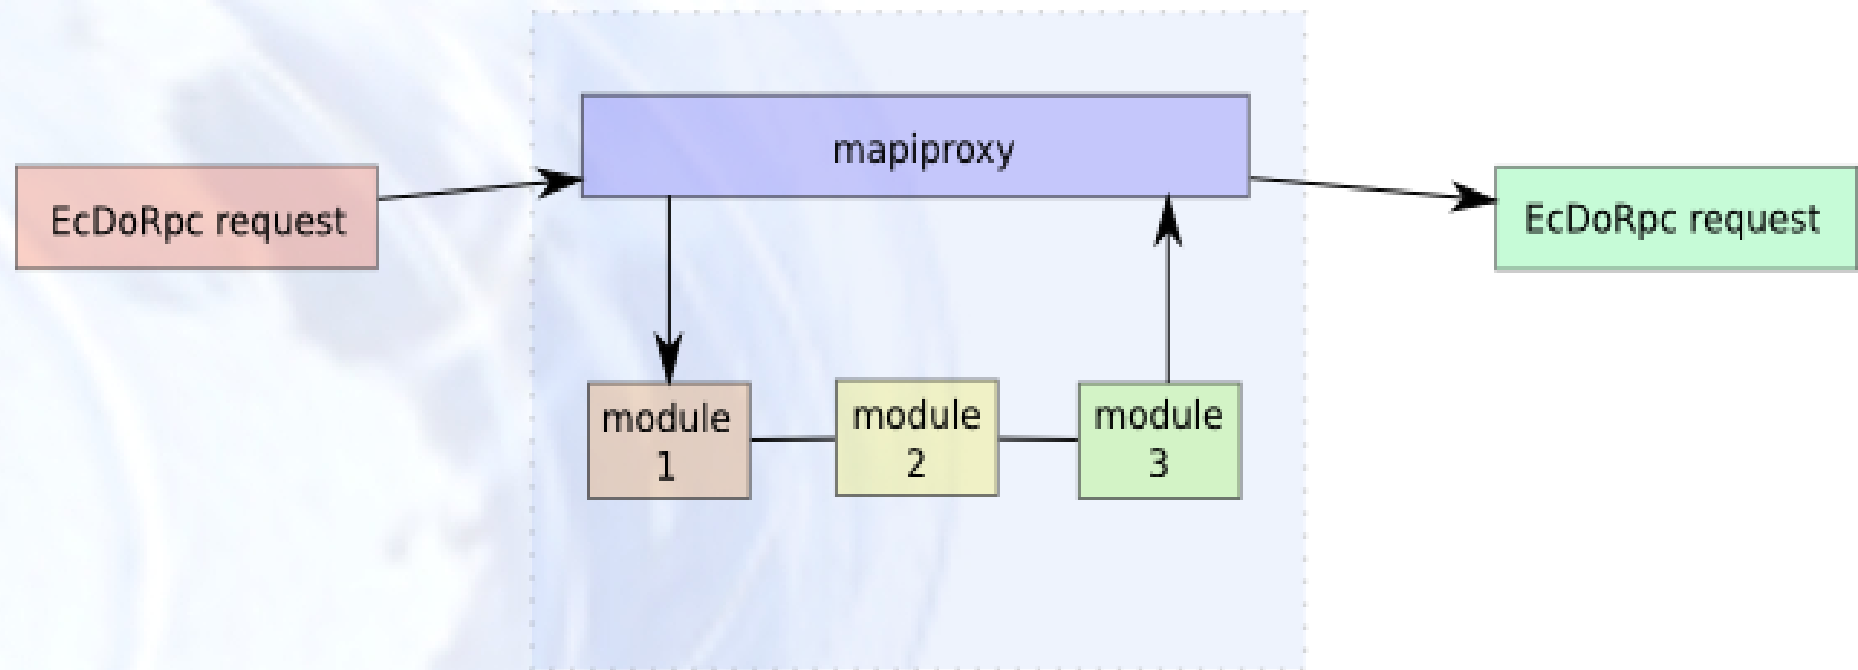 mapiproxy
EcDoRpc request
EcDoRpc request
module
1
module
2
module
3